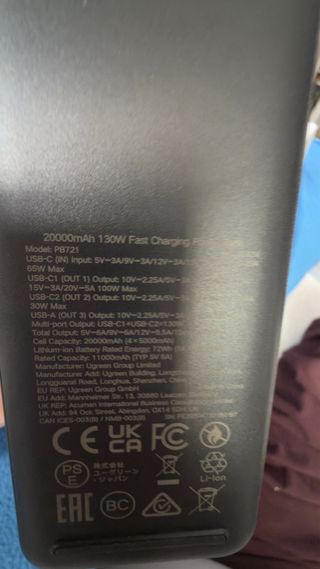 20000mAh 130W Fast Charging
Model: PB721
USB-C (IN) Input: 5V⎓3A/9V⎓3A/12V⎓3A
65W Max
USB-C1 (OUT 1) Output: 10V⎓2.25A/5V⎓3A
15V⎓3A/20V⎓5A 100W Max
USB-C2 (OUT 2) Output: 10V⎓2.25A/5V
30W Max
USB-A (OUT 3) Output: 10V⎓2.25A
Multi-port Output: USB-C1+USB-C2=130W
Total Output: 5V⎓6A/9V⎓6A/12V
Cell Capacity: 20000mAh (4×5000mAh)
Lithium-ion Battery Rated Energy: 72Wh
Rated Capacity: 11000mAh (TYP 5V 6A)
Manufacturer: Ugreen Group Limited
Manufacturer Add: Ugreen Building, Longcheng
Longguanxi Road, Longhua, Shenzhen, China
EU REP: Ugreen Group GmbH
EU Add: Mannheimer Str. 13, 30880 Laatzen
UK REP: Acumen International Business
UK Add: 94 Ock Street, Abingdon, OX14 5DH, UK
CAN ICES-003(B) / NMB-003(B)
CE UK CA FC
PS E 株式会社 ユーグリーン・ジャパン Li-ion
EAC BC